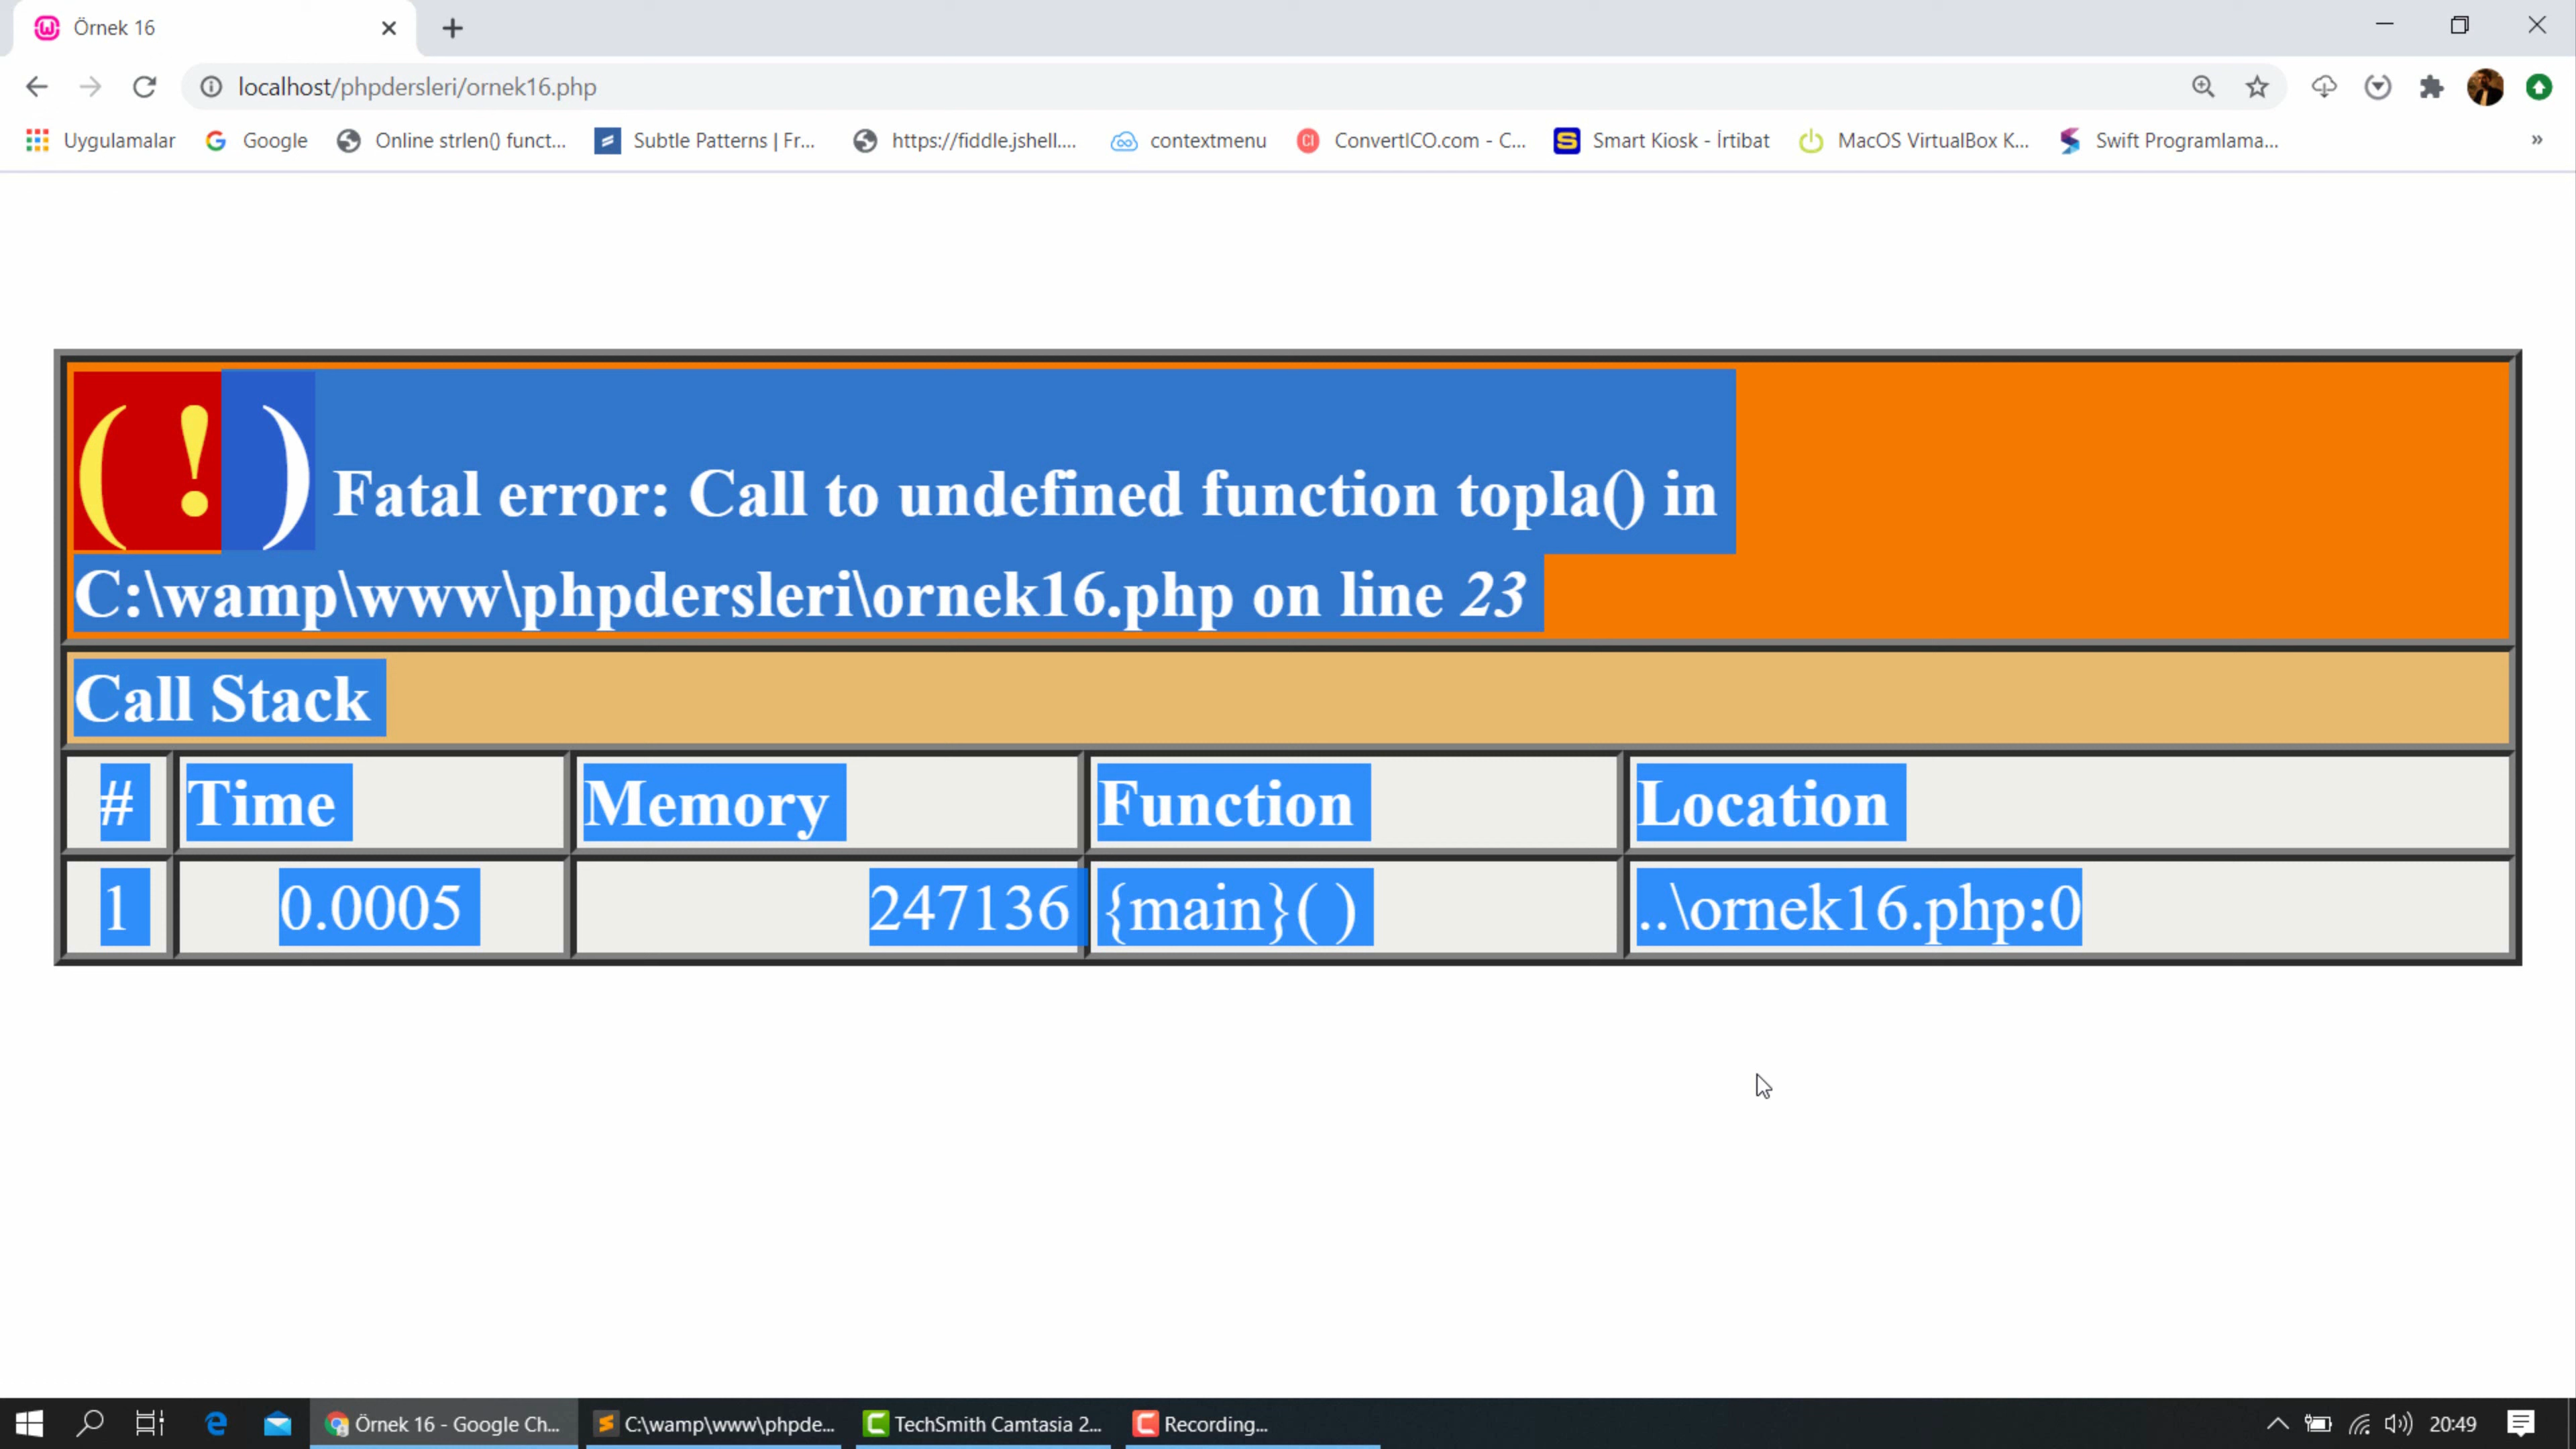 Örnek 16
localhost/phpdersleri/ornek16.php
Uygulamalar Google Online strlen() funct... Subtle Patterns | Fr... https://fiddle.jshell.... contextmenu ConvertICO.com - C... Smart Kiosk - İrtibat MacOS VirtualBox K... Swift Programlama... »
( ! ) Fatal error: Call to undefined function topla() in
C:\wamp\www\phpdersleri\ornek16.php on line 23
Call Stack
# Time Memory Function Location
1 0.0005 247136 {main}( ) ..\ornek16.php:0
Örnek 16 - Google Ch... C:\wamp\www\phpde... TechSmith Camtasia 2... Recording... 20:49